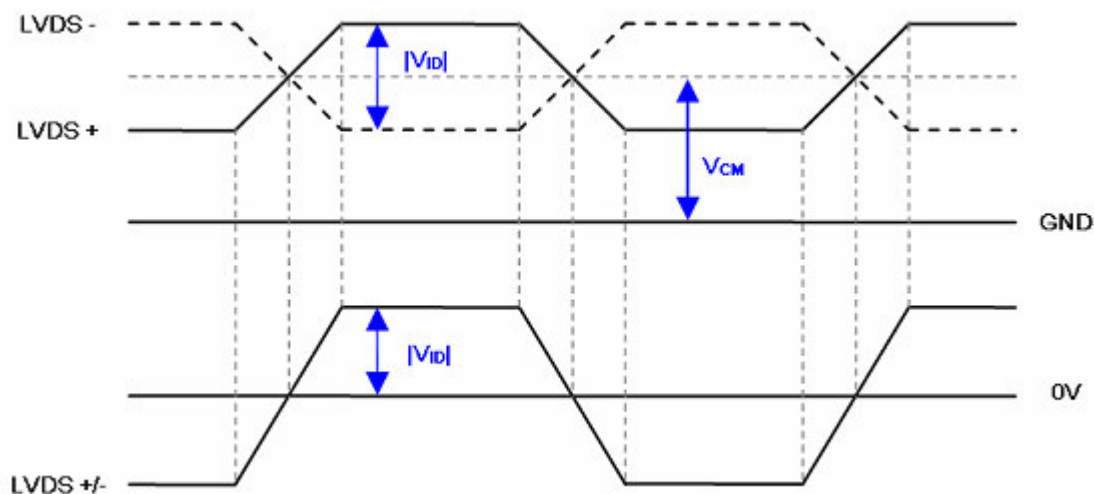 LVDS -
|VID|
LVDS +
VCM
GND
|VID|
0V
LVDS +/-